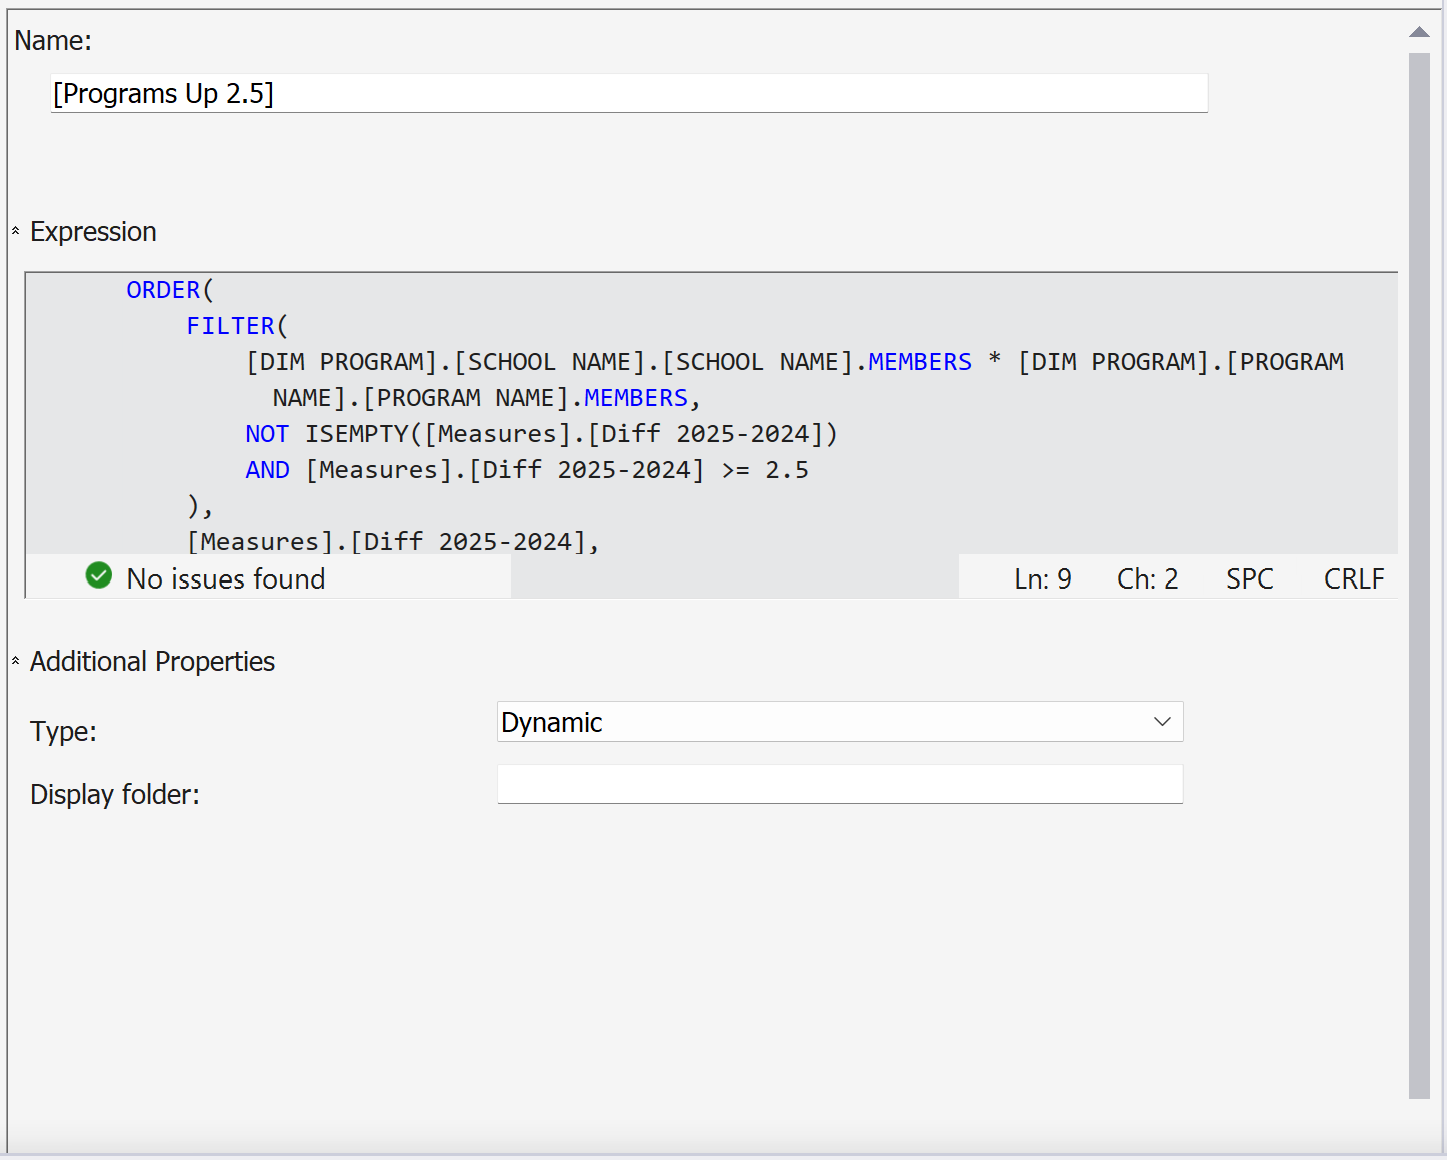 Name:
[Programs Up 2.5]
Expression
ORDER(
FILTER(
[DIM PROGRAM].[SCHOOL NAME].[SCHOOL NAME].MEMBERS * [DIM PROGRAM].[PROGRAM
NAME].[PROGRAM NAME].MEMBERS,
NOT ISEMPTY([Measures].[Diff 2025-2024])
AND [Measures].[Diff 2025-2024] >= 2.5
),
[Measures].[Diff 2025-2024],
No issues found Ln: 9 Ch: 2 SPC CRLF
Additional Properties
Type: Dynamic
Display folder: